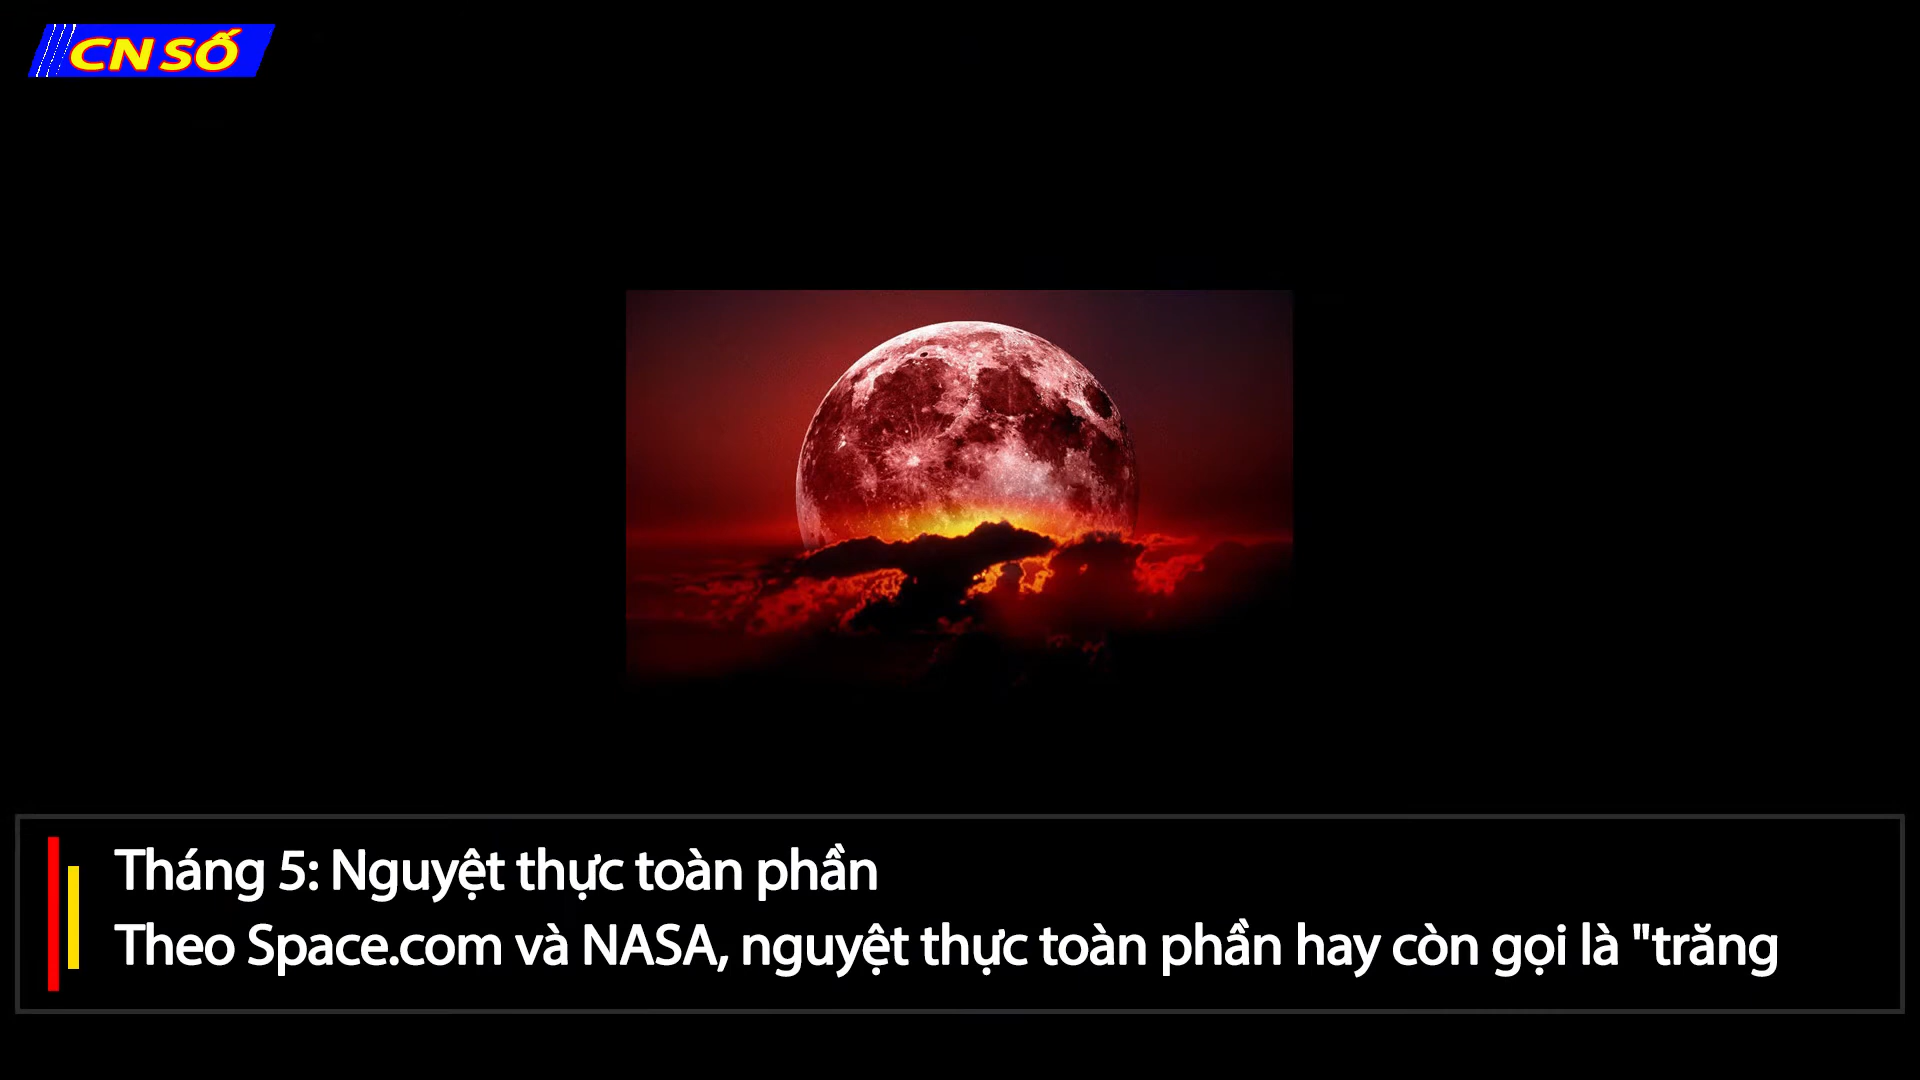 CN SỐ
Tháng 5: Nguyệt thực toàn phần
Theo Space.com và NASA, nguyệt thực toàn phần hay còn gọi là "trăng